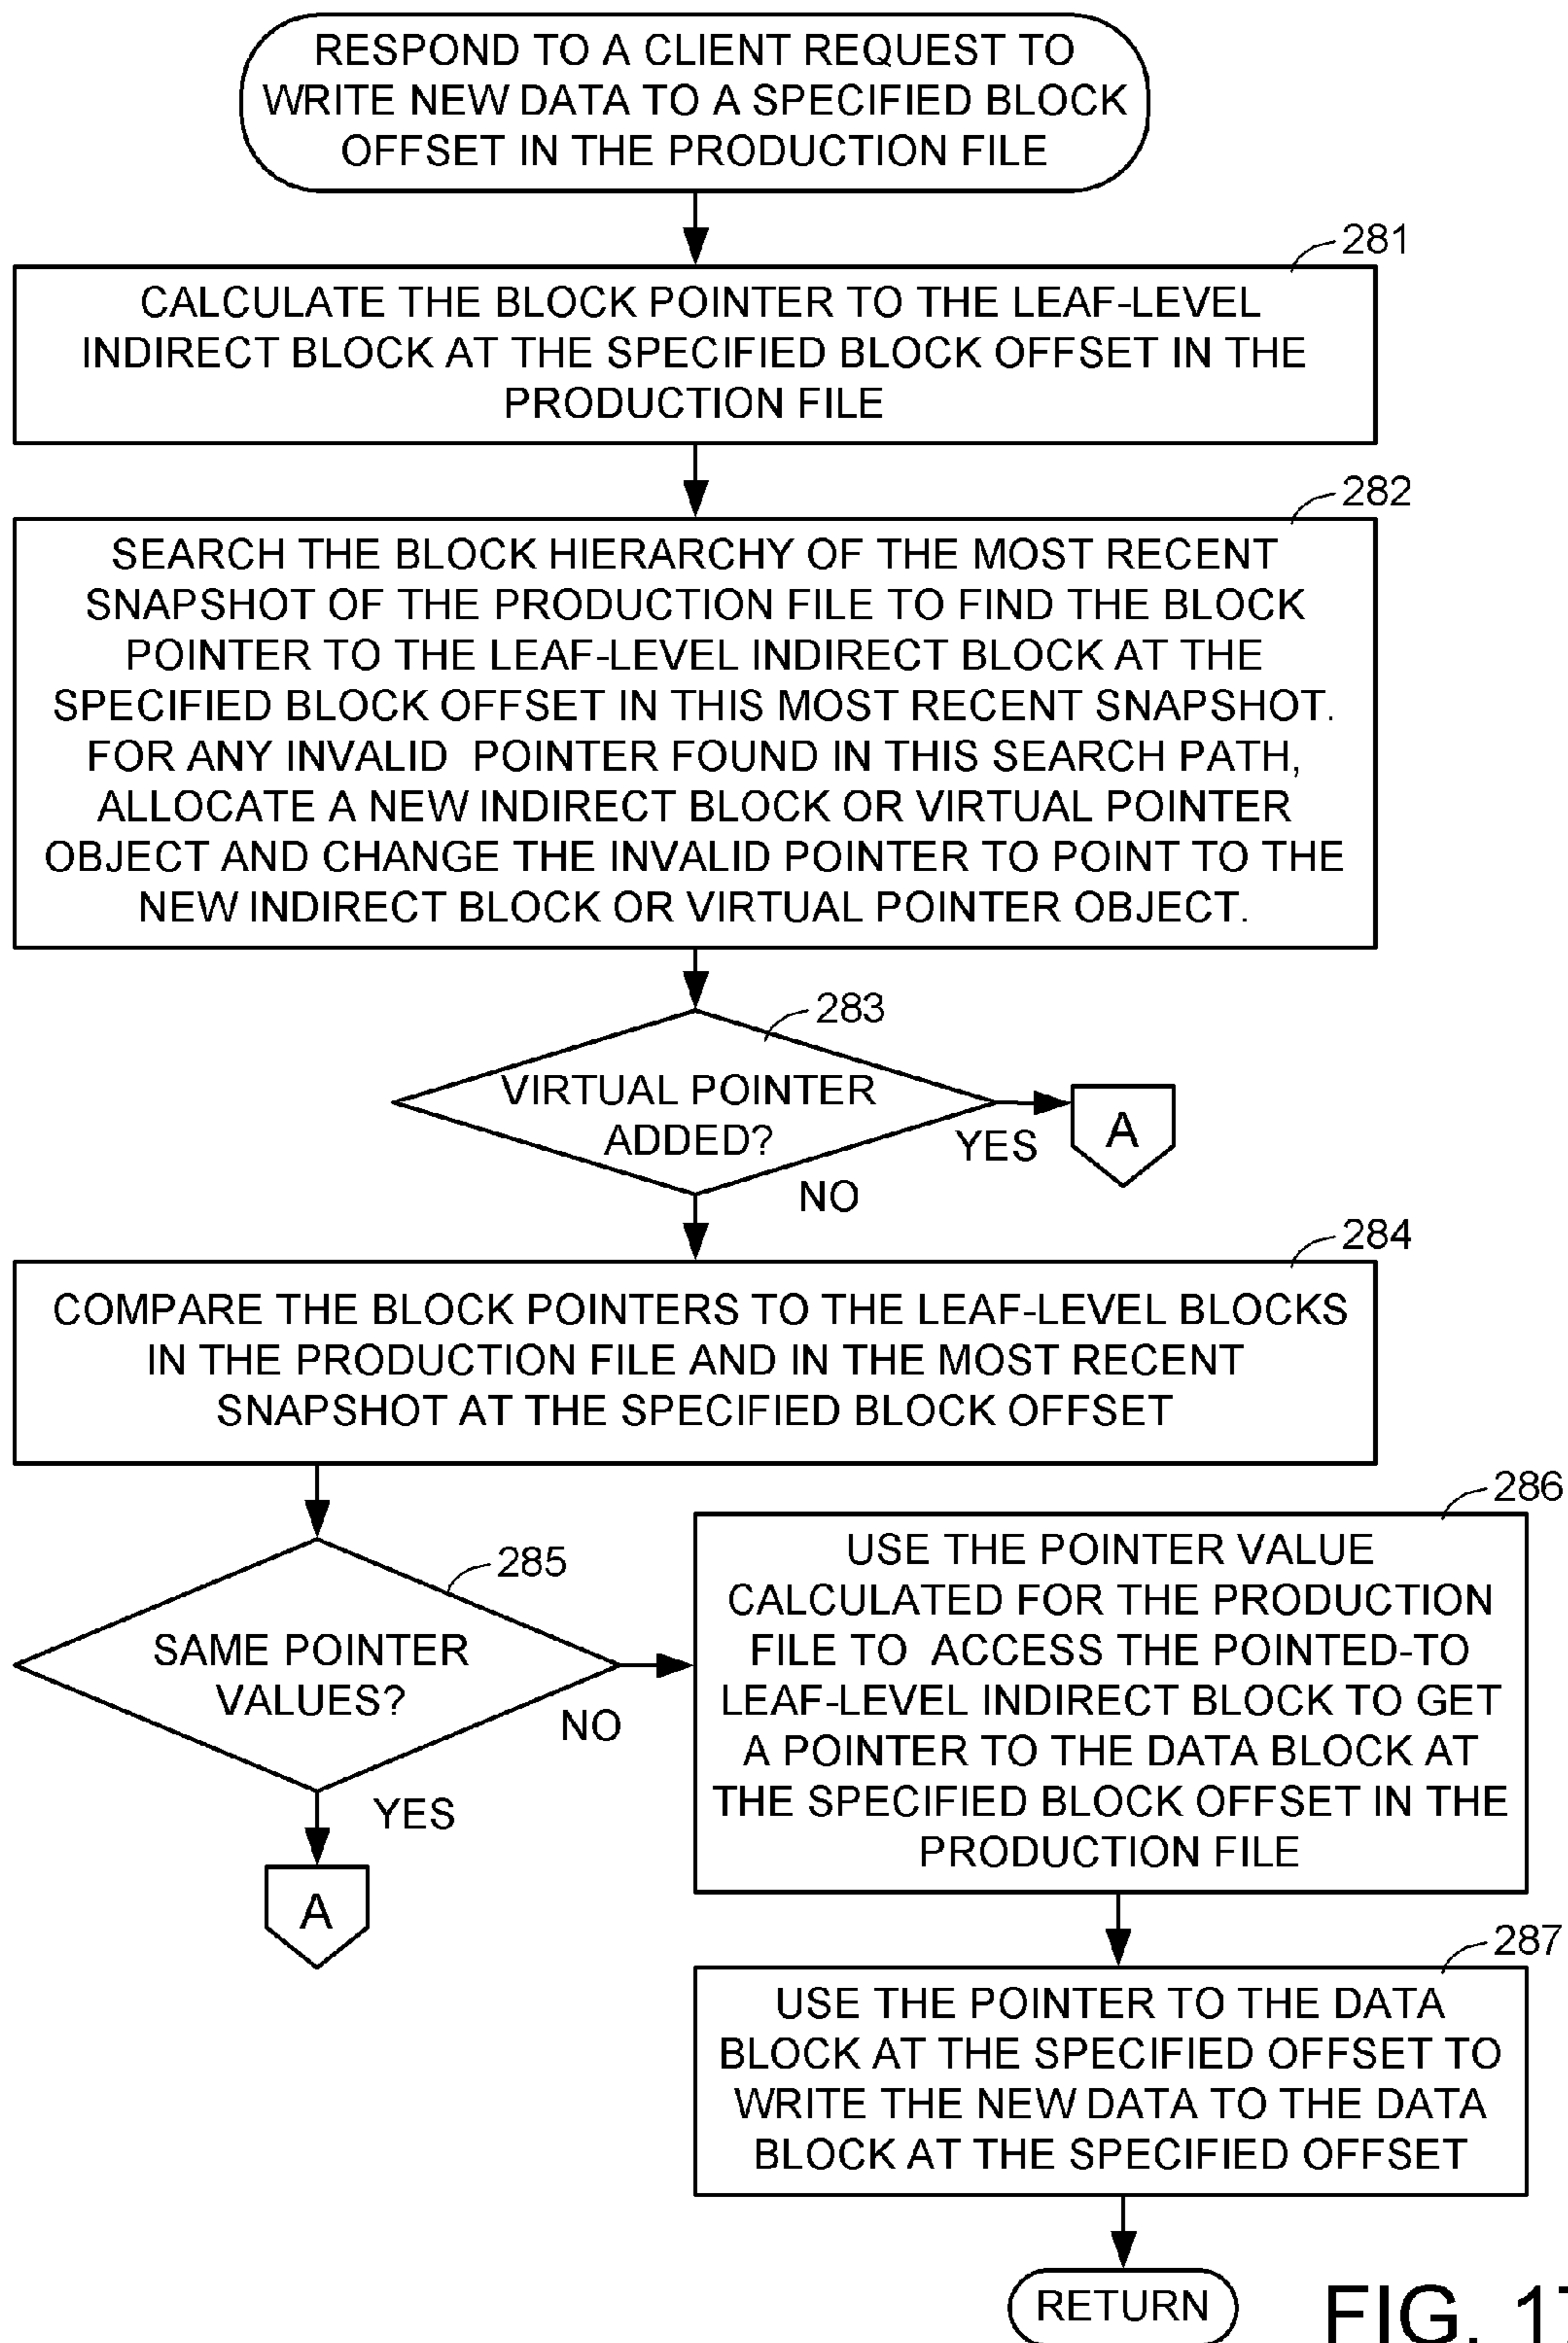 RESPOND TO A CLIENT REQUEST TO
WRITE NEW DATA TO A SPECIFIED BLOCK
OFFSET IN THE PRODUCTION FILE
281
CALCULATE THE BLOCK POINTER TO THE LEAF-LEVEL
INDIRECT BLOCK AT THE SPECIFIED BLOCK OFFSET IN THE
PRODUCTION FILE
282
SEARCH THE BLOCK HIERARCHY OF THE MOST RECENT
SNAPSHOT OF THE PRODUCTION FILE TO FIND THE BLOCK
POINTER TO THE LEAF-LEVEL INDIRECT BLOCK AT THE
SPECIFIED BLOCK OFFSET IN THIS MOST RECENT SNAPSHOT.
FOR ANY INVALID POINTER FOUND IN THIS SEARCH PATH,
ALLOCATE A NEW INDIRECT BLOCK OR VIRTUAL POINTER
OBJECT AND CHANGE THE INVALID POINTER TO POINT TO THE
NEW INDIRECT BLOCK OR VIRTUAL POINTER OBJECT.
283
VIRTUAL POINTER
ADDED?
YES
A
NO
284
COMPARE THE BLOCK POINTERS TO THE LEAF-LEVEL BLOCKS
IN THE PRODUCTION FILE AND IN THE MOST RECENT
SNAPSHOT AT THE SPECIFIED BLOCK OFFSET
285
SAME POINTER
VALUES?
NO
YES
A
286
USE THE POINTER VALUE
CALCULATED FOR THE PRODUCTION
FILE TO ACCESS THE POINTED-TO
LEAF-LEVEL INDIRECT BLOCK TO GET
A POINTER TO THE DATA BLOCK AT
THE SPECIFIED BLOCK OFFSET IN THE
PRODUCTION FILE
287
USE THE POINTER TO THE DATA
BLOCK AT THE SPECIFIED OFFSET TO
WRITE THE NEW DATA TO THE DATA
BLOCK AT THE SPECIFIED OFFSET
RETURN
FIG. 17